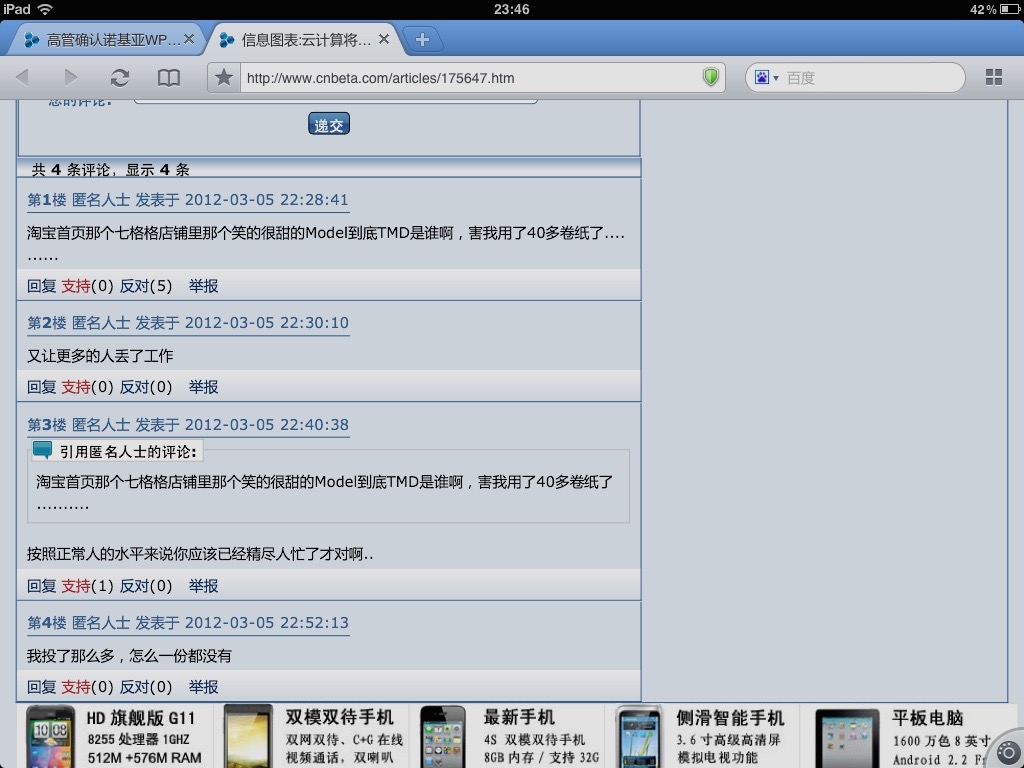 iPad 23:46 42%
高管确认诺基亚WP... 信息图表:云计算将...
http://www.cnbeta.com/articles/175647.htm 百度
您的评论:
递交
共 4 条评论, 显示 4 条
第1楼 匿名人士 发表于 2012-03-05 22:28:41
淘宝首页那个七格格店铺里那个笑的很甜的Model到底TMD是谁啊，害我用了40多卷纸了....
......
回复 支持(0) 反对(5) 举报
第2楼 匿名人士 发表于 2012-03-05 22:30:10
又让更多的人丢了工作
回复 支持(0) 反对(0) 举报
第3楼 匿名人士 发表于 2012-03-05 22:40:38
引用匿名人士的评论:
淘宝首页那个七格格店铺里那个笑的很甜的Model到底TMD是谁啊，害我用了40多卷纸了
..........
按照正常人的水平来说你应该已经精尽人忙了才对啊..
回复 支持(1) 反对(0) 举报
第4楼 匿名人士 发表于 2012-03-05 22:52:13
我投了那么多，怎么一份都没有
回复 支持(0) 反对(0) 举报
HD 旗舰版 G11
8255 处理器 1GHZ
512M +576M RAM
双模双待手机
双网双待、C+G 在线
视频通话，双喇叭
最新手机
4S 双模双待手机
8GB 内存 / 支持 32G
侧滑智能手机
3.6 寸高级高清屏
模拟电视功能
平板电脑
1600 万色 8 英寸
Android 2.2